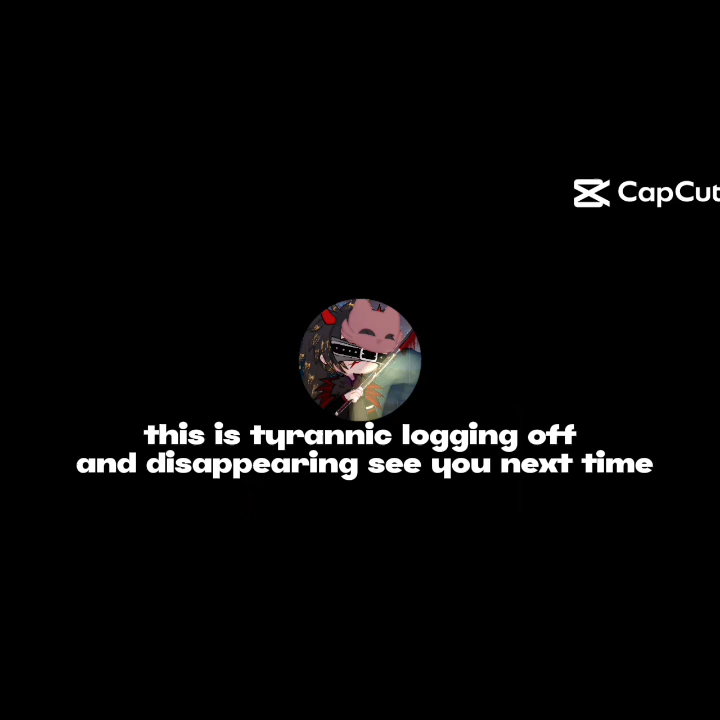 CapCut
this is tyrannic logging off
and disappearing see you next time